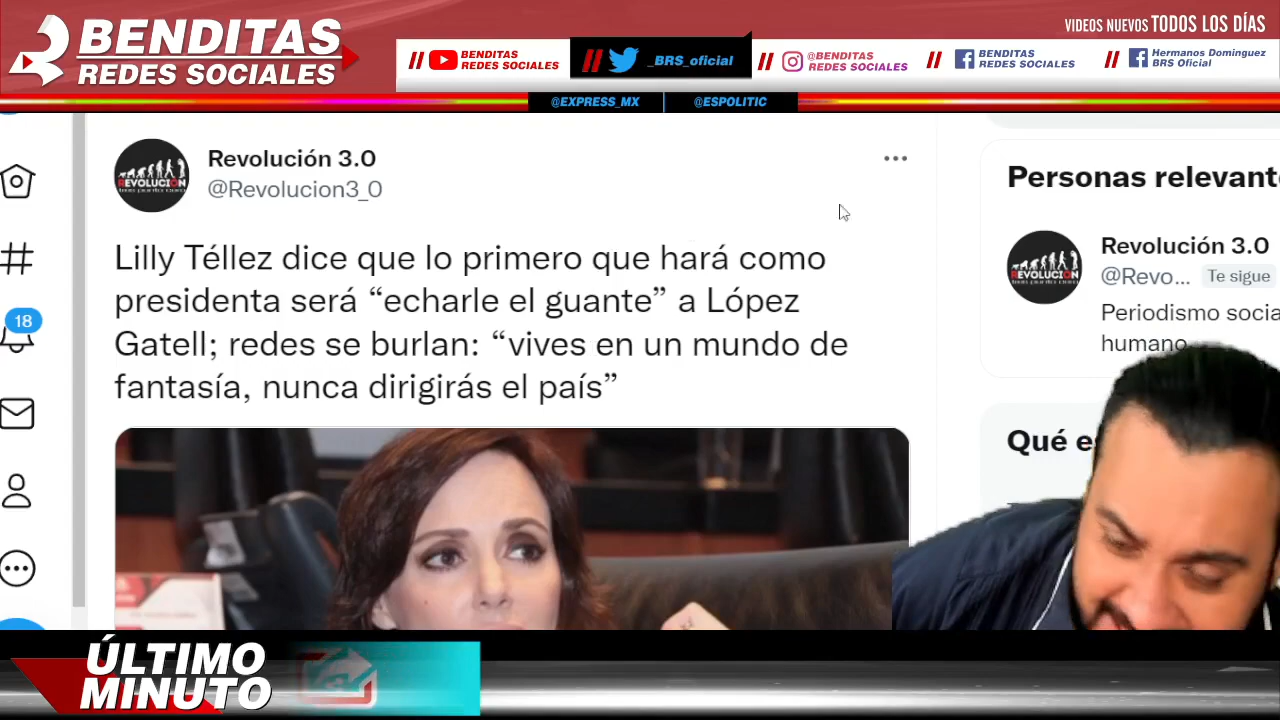 BENDITAS
REDES SOCIALES
VIDEOS NUEVOS TODOS LOS DÍAS
// BENDITAS
REDES SOCIALES
// _BRS_oficial
// @BENDITAS
REDES SOCIALES
// BENDITAS
REDES SOCIALES
// Hermanos Dominguez
BRS Oficial
@EXPRESS_MX
@ESPOLITIC
Revolución 3.0
@Revolucion3_0
REVOLUCIÓN
Lilly Téllez dice que lo primero que hará como
presidenta será “echarle el guante” a López
Gatell; redes se burlan: “vives en un mundo de
fantasía, nunca dirigirás el país”
18
Personas relevant
REVOLUCIÓN
Revolución 3.0
@Revo... Te sigue
Periodismo socia
humano
Qué e
ÚLTIMO
MINUTO